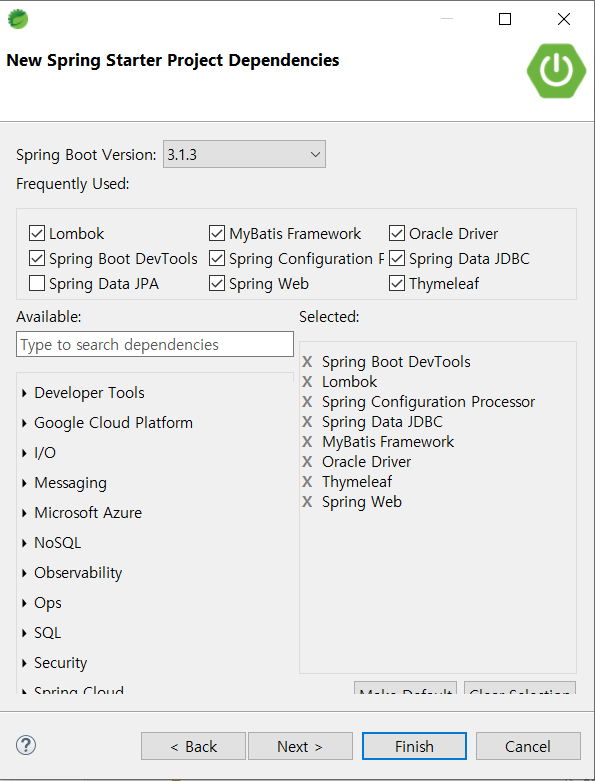 New Spring Starter Project Dependencies
Spring Boot Version: 3.1.3
Frequently Used:
Lombok MyBatis Framework Oracle Driver
Spring Boot DevTools Spring Configuration P Spring Data JDBC
Spring Data JPA Spring Web Thymeleaf
Available: Selected:
Type to search dependencies
X Spring Boot DevTools
X Lombok
X Spring Configuration Processor
X Spring Data JDBC
X MyBatis Framework
X Oracle Driver
X Thymeleaf
X Spring Web
Developer Tools
Google Cloud Platform
I/O
Messaging
Microsoft Azure
NoSQL
Observability
Ops
SQL
Security
Spring Cloud
Make Default Clear Selection
? < Back Next > Finish Cancel